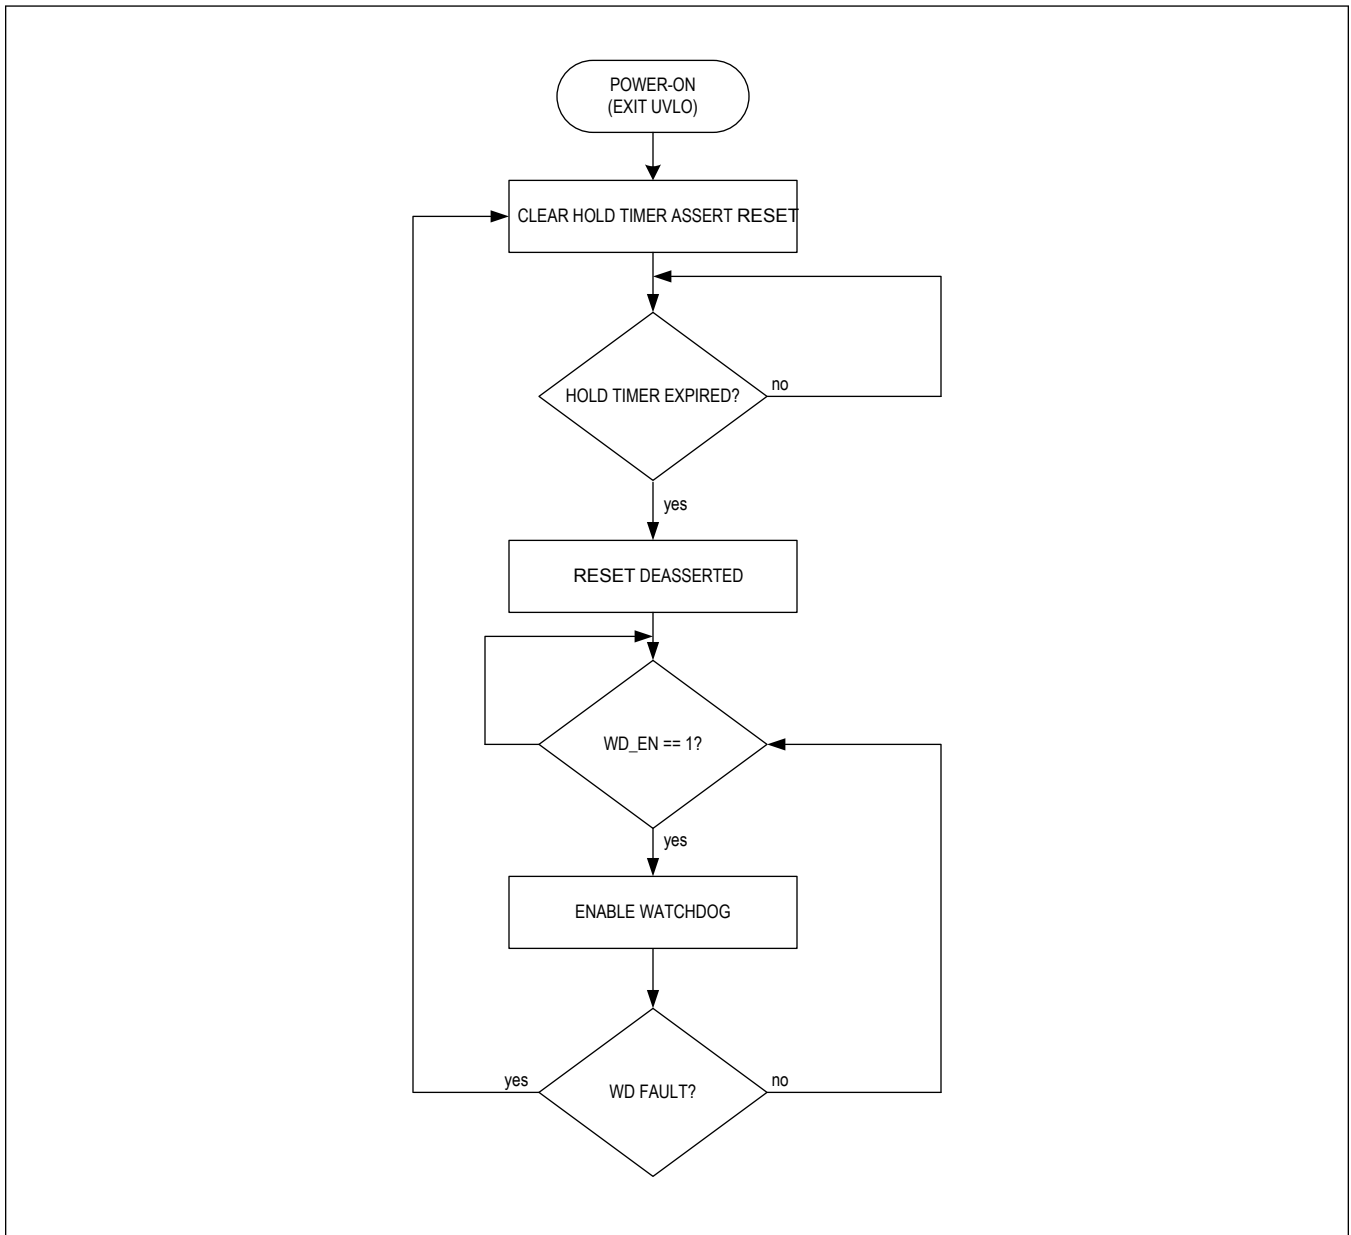 POWER-ON
(EXIT UVLO)
CLEAR HOLD TIMER ASSERT RESET
HOLD TIMER EXPIRED?
no
yes
RESET DEASSERTED
WD_EN == 1?
yes
ENABLE WATCHDOG
yes
WD FAULT?
no